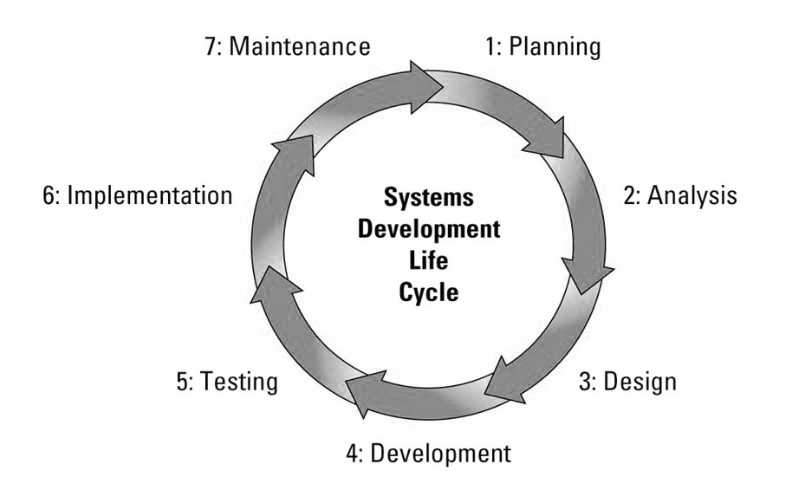 7: Maintenance
1: Planning
6: Implementation
2: Analysis
Systems
Development
Life
Cycle
5: Testing
3: Design
4: Development